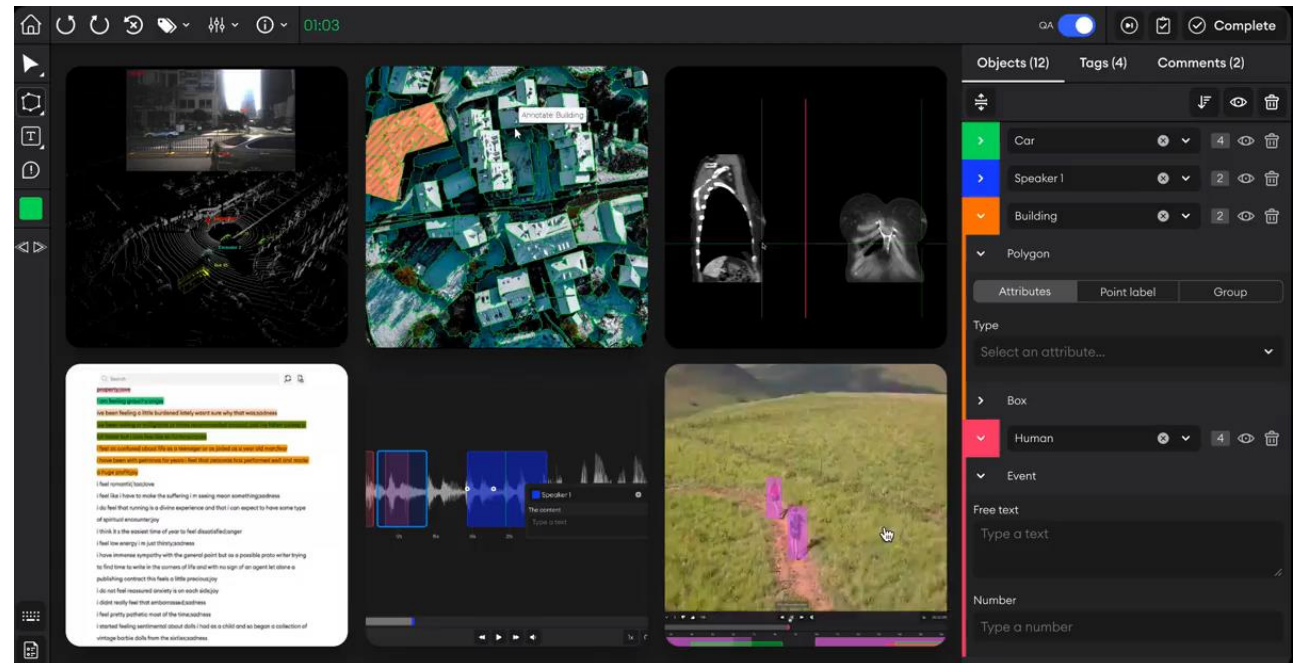 01:03
QA
Complete
Objects (12) Tags (4) Comments (2)
Car 4
Speaker 1 2
Building 2
Polygon
Attributes Point label Group
Type
Select an attribute...
Box
Human 4
Event
Free text
Type a text
Number
Type a number
Annotate Building
Search
i feel romantic too;love
i feel like i have to make the suffering i m seeing mean something;sadness
i do feel that running is a divine experience and that i can expect to have some type
of spiritual encounter;joy
i think it s the easiest time of year to feel dissatisfied;anger
i feel low energy i m just thirsty;sadness
i have immense sympathy with the general point but as a possible proto writer trying
to find time to write in the corners of life and with no sign of an agent let alone a
publishing contract this feels a little precious;joy
i do not feel reassured anxiety is on each side;joy
i didnt really feel that embarrassed;sadness
i feel pretty pathetic most of the time;sadness
i started feeling sentimental about dolls i had as a child and so began a collection of
vintage barbie dolls from the sixties;sadness
Speaker 1
The content
Type a text